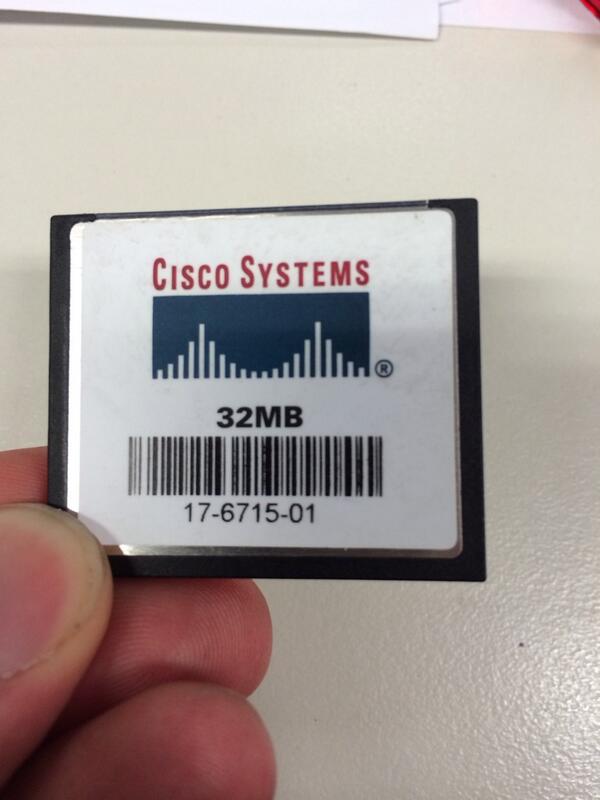 CISCO SYSTEMS
®
32MB
17-6715-01